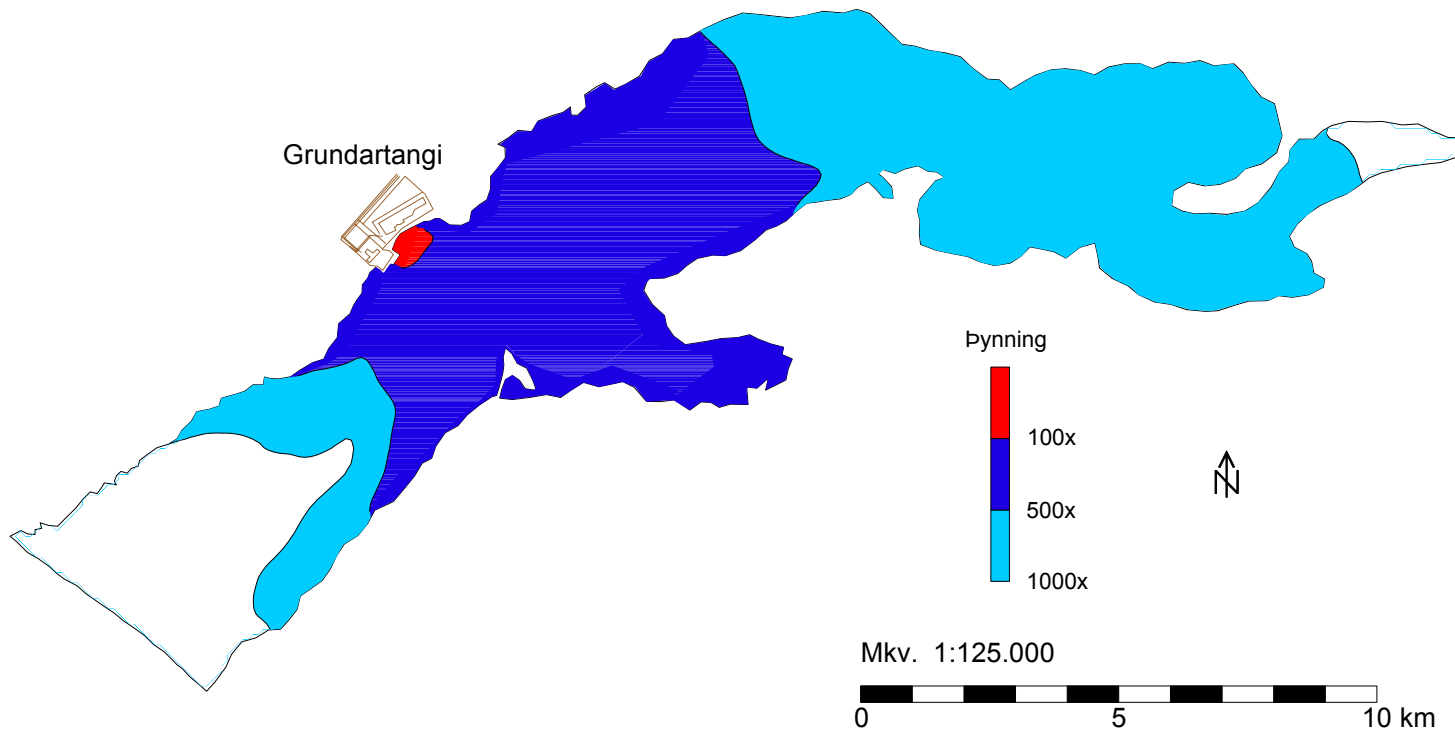 Grundartangi
Þynning
100x
500x
1000x
N
Mkv. 1:125.000
0 5 10 km